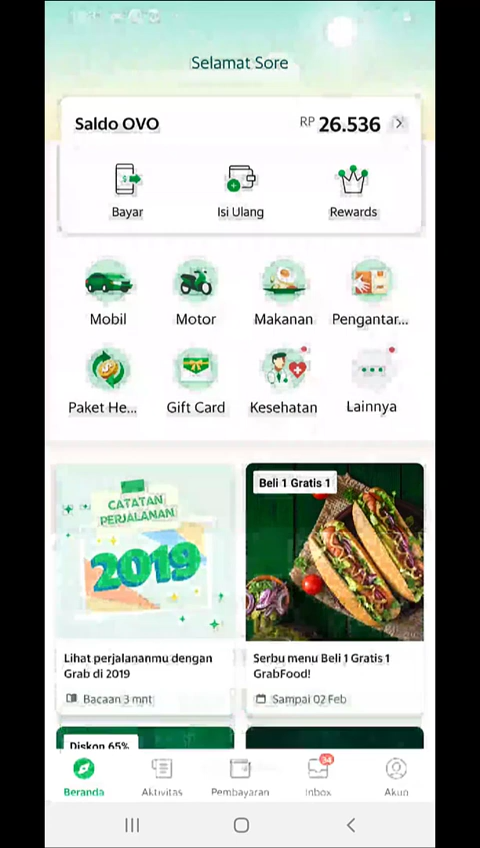 Selamat Sore
Saldo OVO
RP 26.536
Bayar
Isi Ulang
Rewards
Mobil
Motor
Makanan
Pengantar...
Paket He...
Gift Card
Kesehatan
Lainnya
CATATAN
PERJALANAN
2019
Beli 1 Gratis 1
Lihat perjalananmu dengan
Grab di 2019
Bacaan 3 mnt
Serbu menu Beli 1 Gratis 1
GrabFood!
Sampai 02 Feb
Diskon 65%
34
Beranda
Aktivitas
Pembayaran
Inbox
Akun